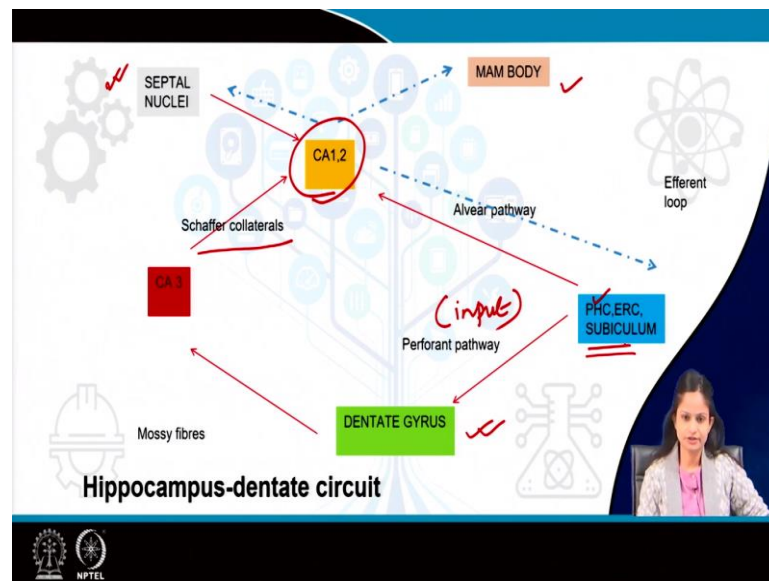 SEPTAL
NUCLEI
MAM BODY
CA1,2
Efferent
loop
Alvear pathway
Schaffer collaterals
CA 3
(input)
PHC,ERC,
SUBICULUM
Perforant pathway
DENTATE GYRUS
Mossy fibres
Hippocampus-dentate circuit
NPTEL